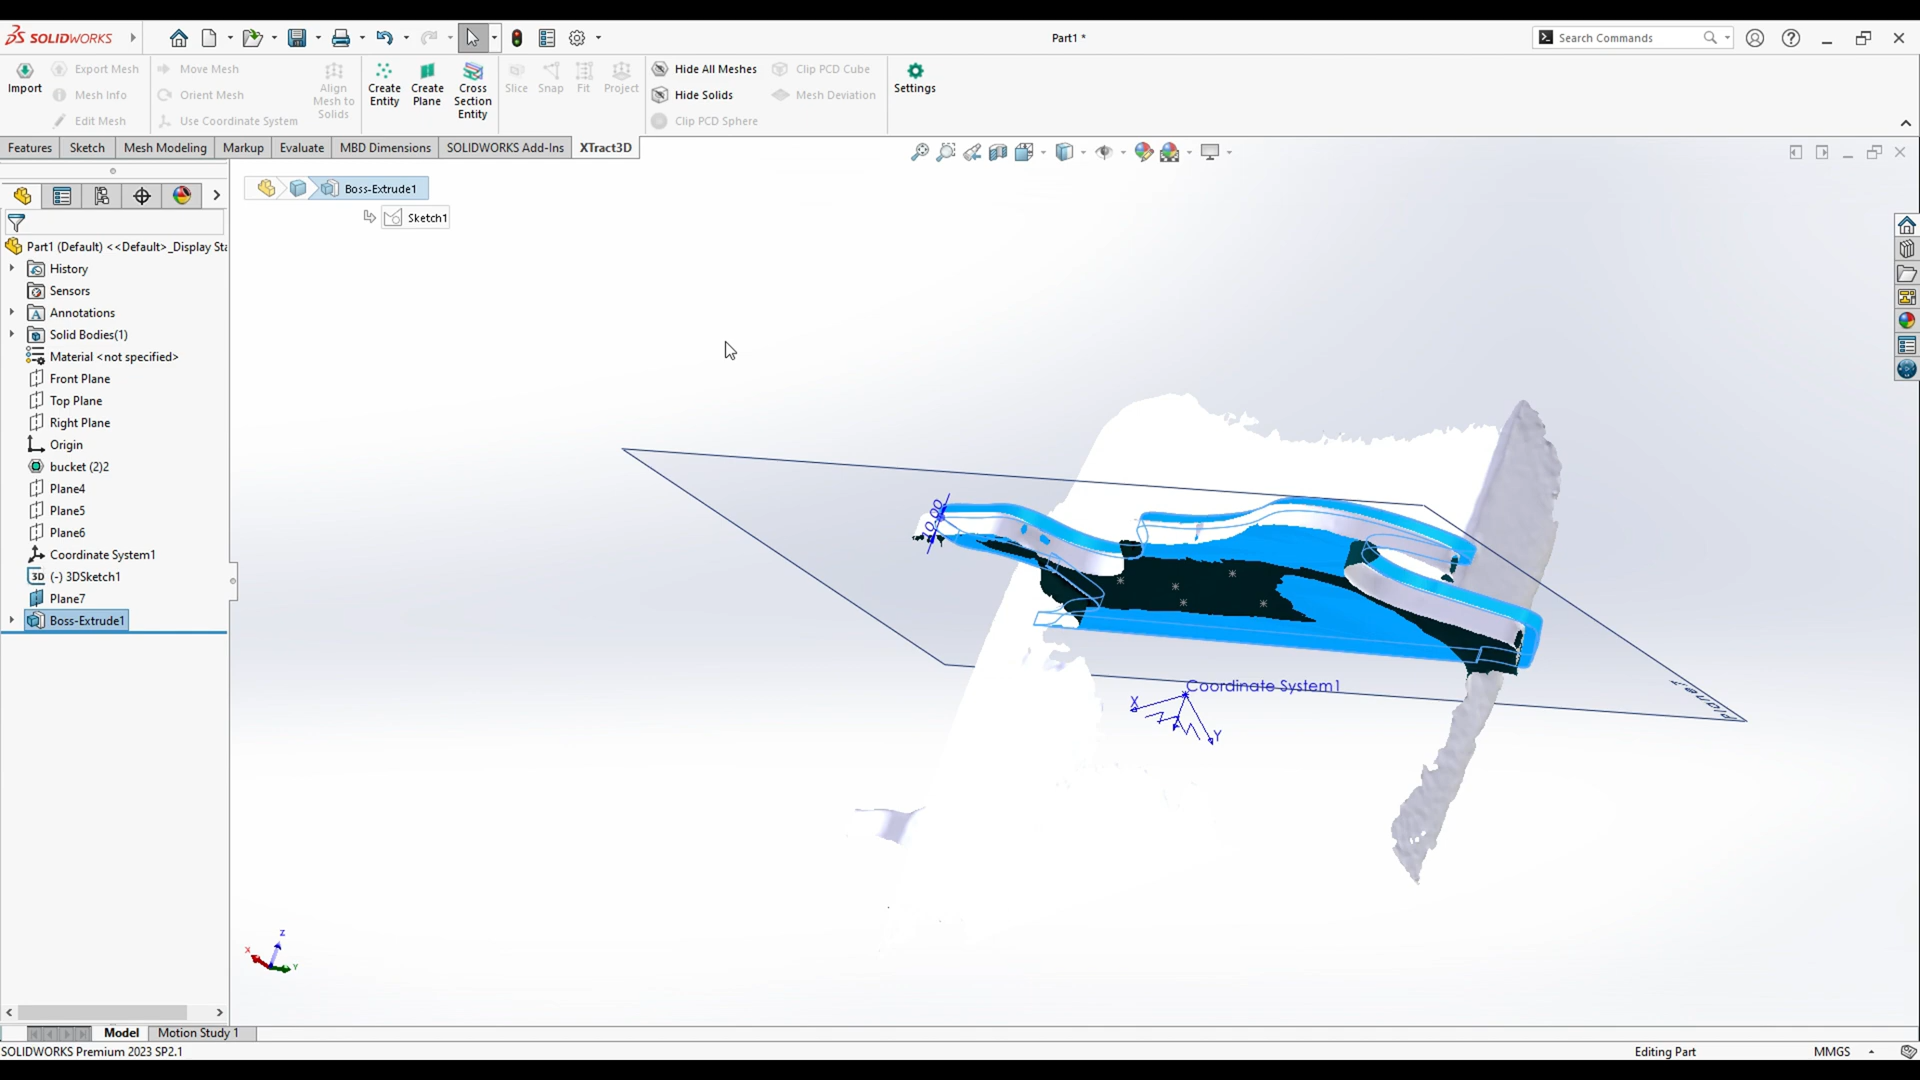 SOLIDWORKS
Part1 *
Search Commands
Import
Export Mesh
Mesh Info
Edit Mesh
Move Mesh
Orient Mesh
Use Coordinate System
Align
Mesh to
Solids
Create
Entity
Create
Plane
Cross
Section
Entity
Slice
Snap
Fit
Project
Hide All Meshes
Hide Solids
Clip PCD Sphere
Clip PCD Cube
Mesh Deviation
Settings
Features
Sketch
Mesh Modeling
Markup
Evaluate
MBD Dimensions
SOLIDWORKS Add-Ins
XTract3D
Boss-Extrude1
Sketch1
Part1 (Default) <<Default>_Display Sta
History
Sensors
Annotations
Solid Bodies(1)
Material <not specified>
Front Plane
Top Plane
Right Plane
Origin
bucket (2)2
Plane4
Plane5
Plane6
Coordinate System1
3D (-) 3DSketch1
Plane7
Boss-Extrude1
10.00
Coordinate System1
X
Z
Y
Plane7
Z
X
Y
Model
Motion Study 1
SOLIDWORKS Premium 2023 SP2.1
Editing Part
MMGS